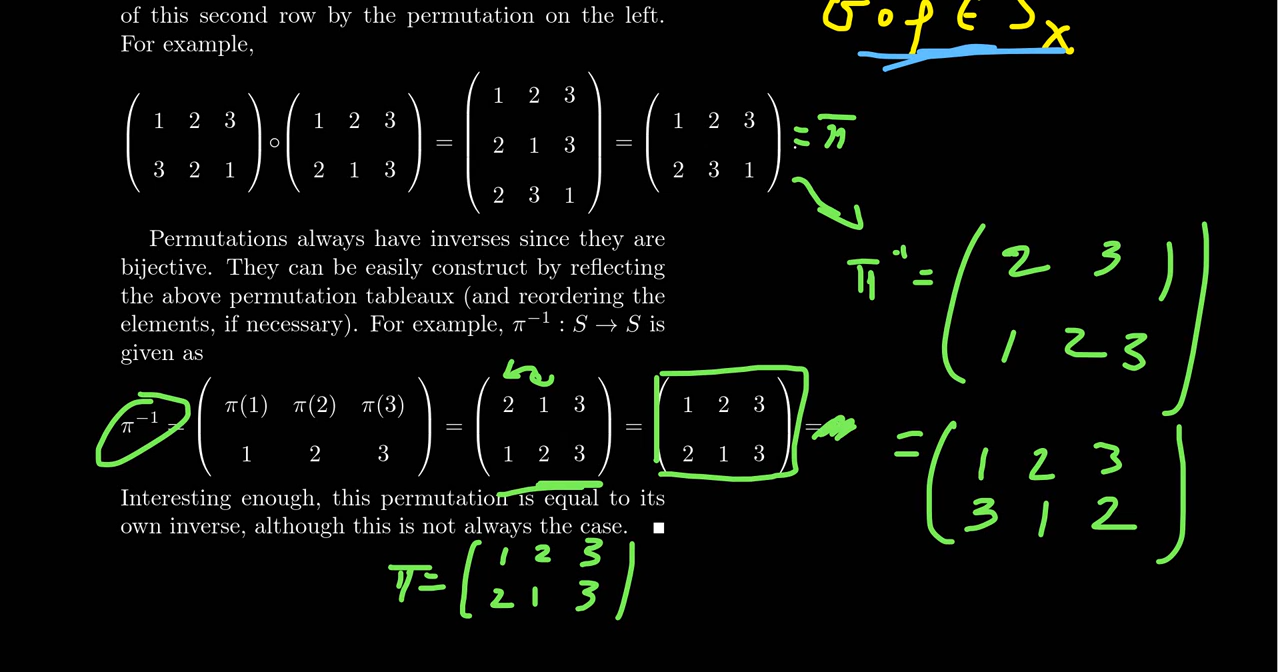 of this second row by the permutation on the left.
σ ∘ ρ ∈ S_X
For example,
( 1 2 3 ) ∘ ( 1 2 3 ) = ( 1 2 3 ) = ( 1 2 3 ) = π
( 3 2 1 ) ( 2 1 3 ) ( 2 1 3 ) ( 2 3 1 )
( 2 3 1 )
Permutations always have inverses since they are
bijective. They can be easily construct by reflecting
the above permutation tableaux (and reordering the
elements, if necessary). For example, π⁻¹ : S → S is
given as
π⁻¹ = ( 2 3 1 )
( 1 2 3 )
π⁻¹ = ( π(1) π(2) π(3) ) = ( 2 1 3 ) = ( 1 2 3 ) =
( 1 2 3 ) ( 1 2 3 ) ( 2 1 3 )
= ( 1 2 3 )
( 3 1 2 )
Interesting enough, this permutation is equal to its
own inverse, although this is not always the case. ■
π = ( 1 2 3 )
( 2 1 3 )